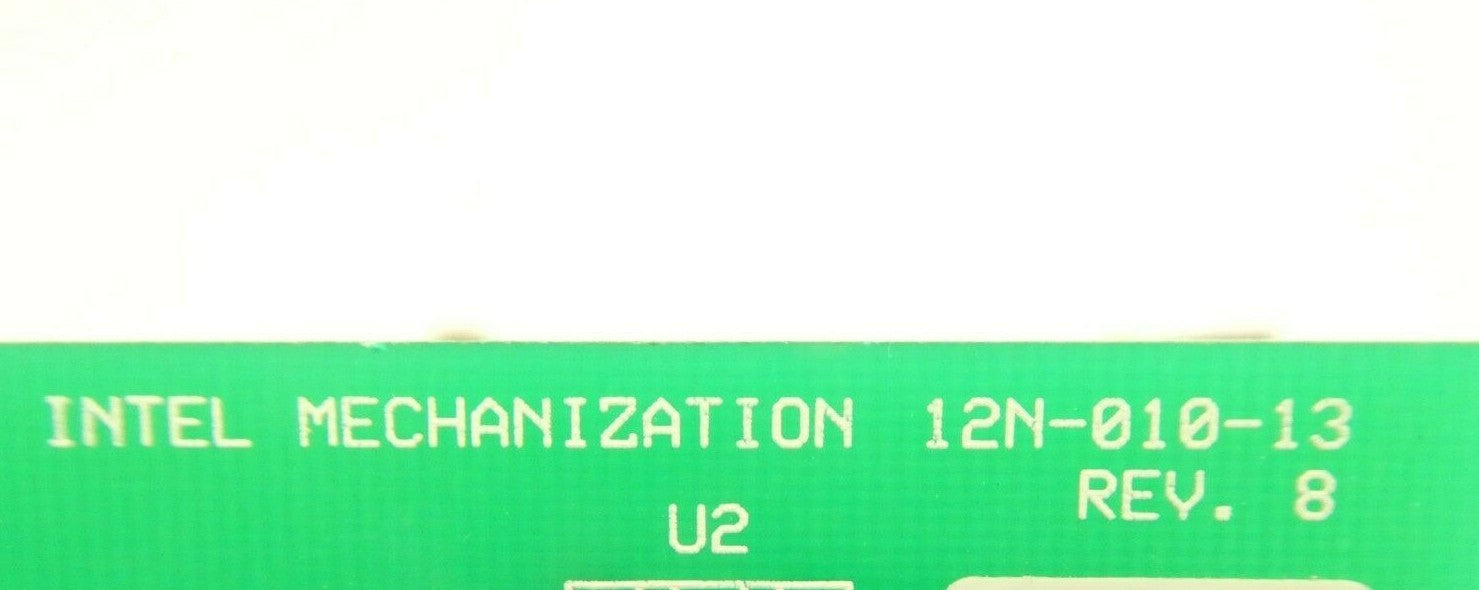 INTEL MECHANIZATION 12N-010-13
REV. 8
U2